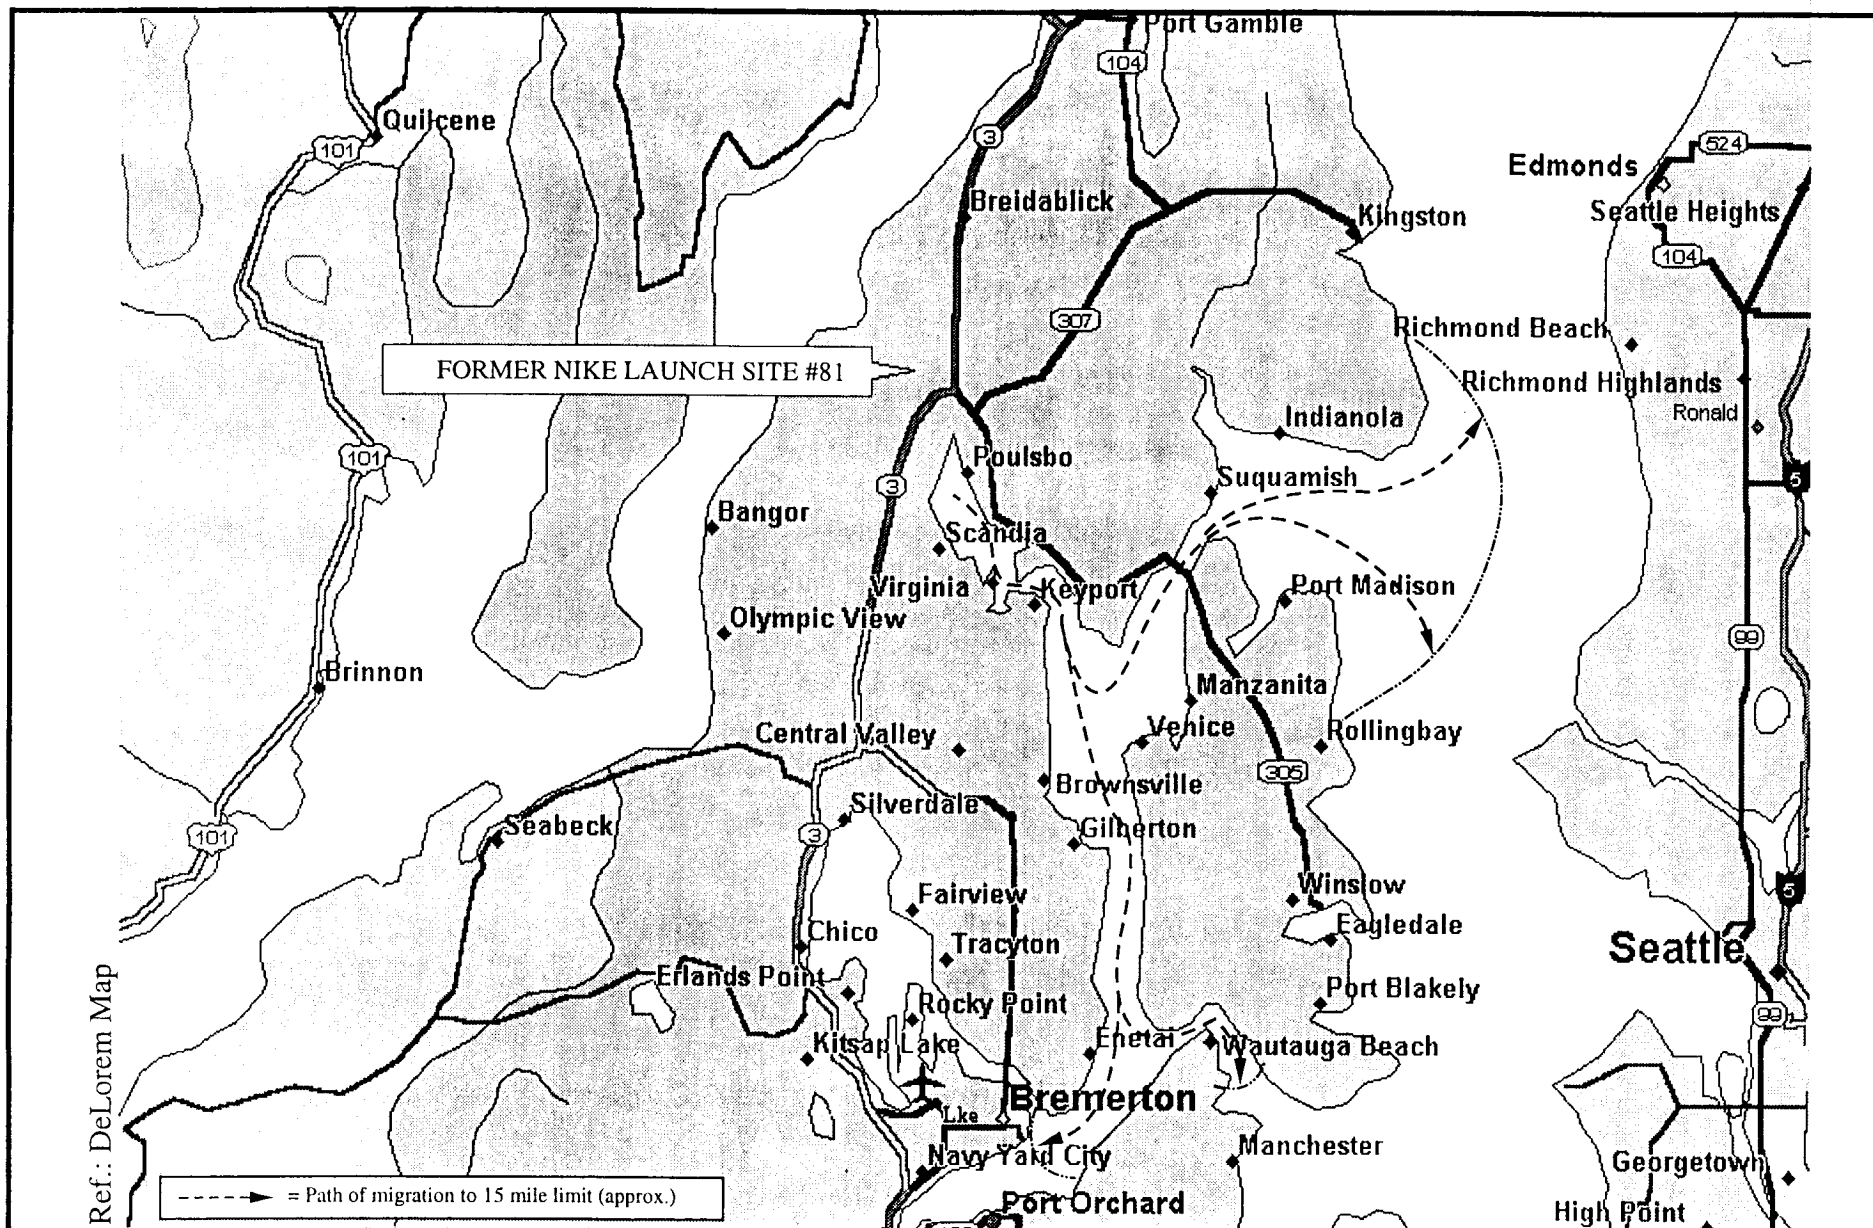 Port Gamble
104
Quilcene
101
3
524
Edmonds
Breidablick
Kingston
Seattle Heights
104
307
Richmond Beach
FORMER NIKE LAUNCH SITE #81
Richmond Highlands
Ronald
Indianola
101
Poulsbo
Suquamish
5
3
Bangor
Scandia
Virginia
Keyport
Port Madison
Olympic View
99
Brinnon
Manzanita
Central Valley
Venice
Rollingbay
305
Brownsville
Silverdale
Seabeck
Gilberton
101
3
Fairview
Winslow
5
Chico
Eagledale
Tracyton
Seattle
Erlands Point
Port Blakely
Rocky Point
99
Kitsap Lake
Enetai
Wautauga Beach
Bremerton
Lke
Navy Yard City
Manchester
Georgetown
= Path of migration to 15 mile limit (approx.)
Port Orchard
High Point
Ref.: DeLorem Map